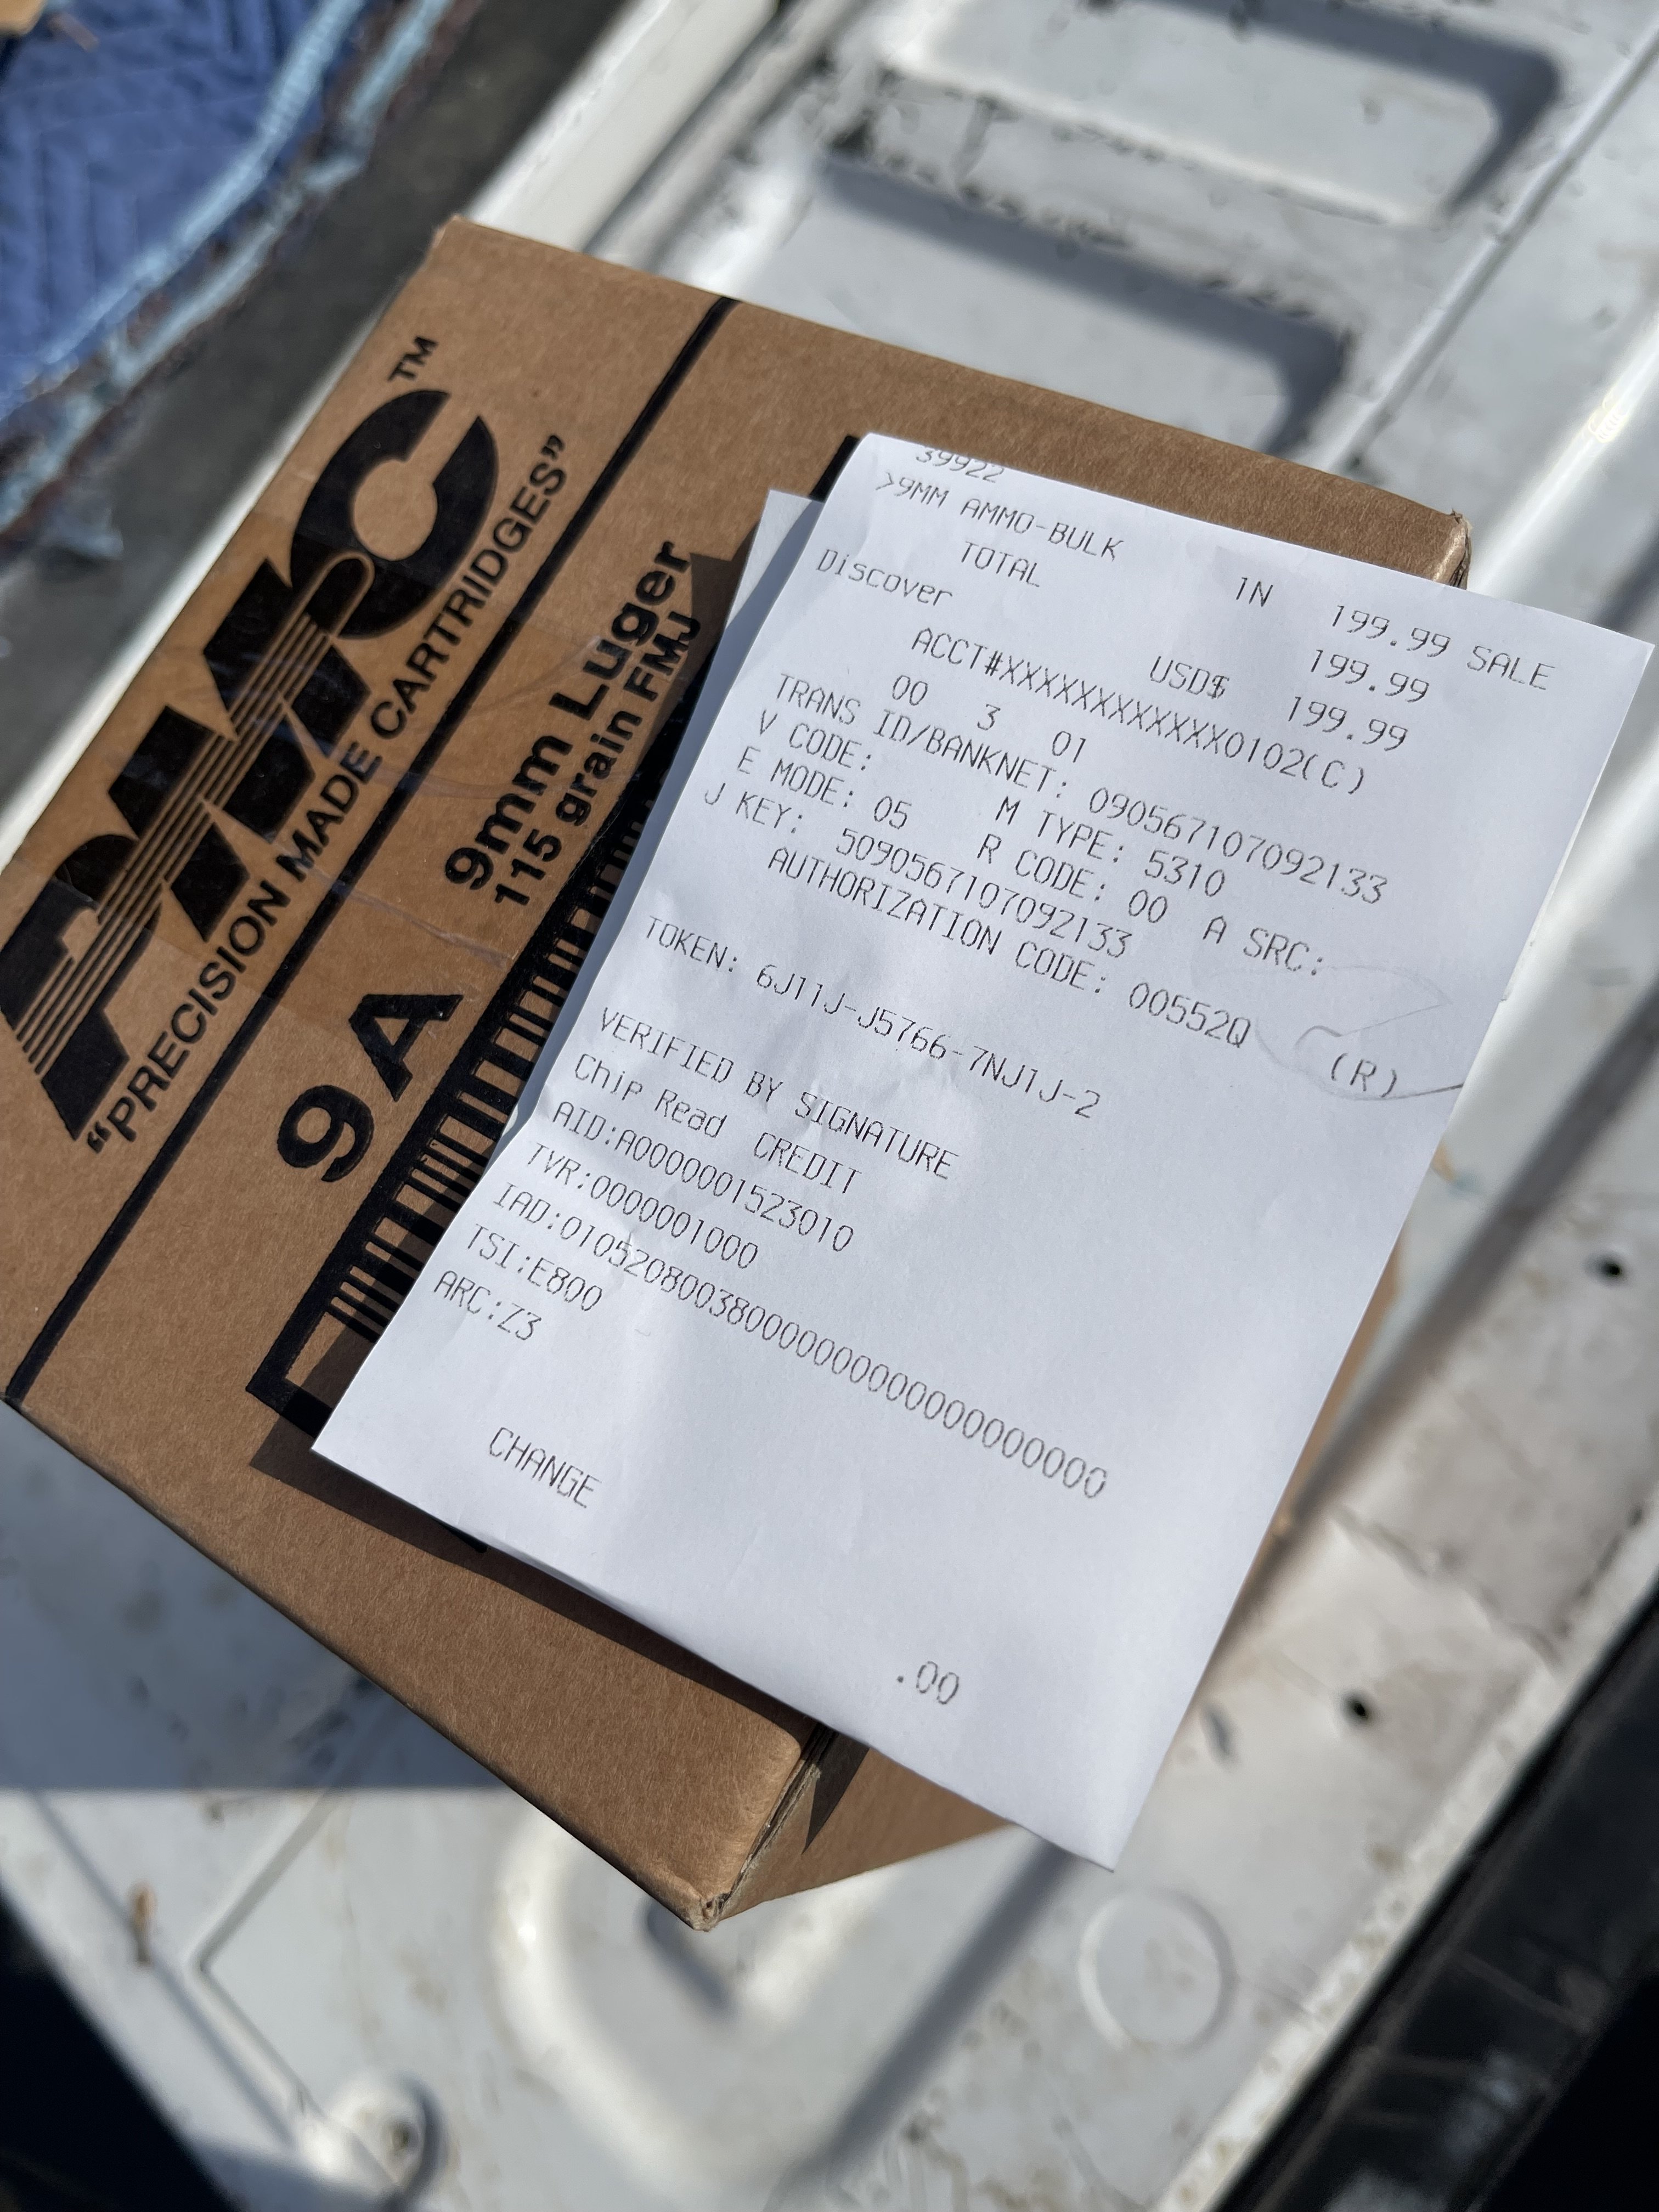 PMC™
"PRECISION MADE CARTRIDGES"
9mm Luger
115 grain FMJ
9A
39922
>9MM AMMO-BULK 1N 199.99 SALE
TOTAL 199.99
Discover USD$ 199.99
ACCT#XXXXXXXXXXXX0102(C)
00 3 01
TRANS ID/BANKNET: 090567107092133
V CODE: M TYPE: 5310
E MODE: 05 R CODE: 00 A SRC:
J KEY: 5090567107092133
AUTHORIZATION CODE: 00552Q (R)
TOKEN: 6J11J-J5766-7NJ1J-2
VERIFIED BY SIGNATURE
Chip Read CREDIT
AID:A0000001523010
TVR:0000001000
IAD:0105208003800000000000000000000000
TSI:E800
ARC:Z3
CHANGE .00